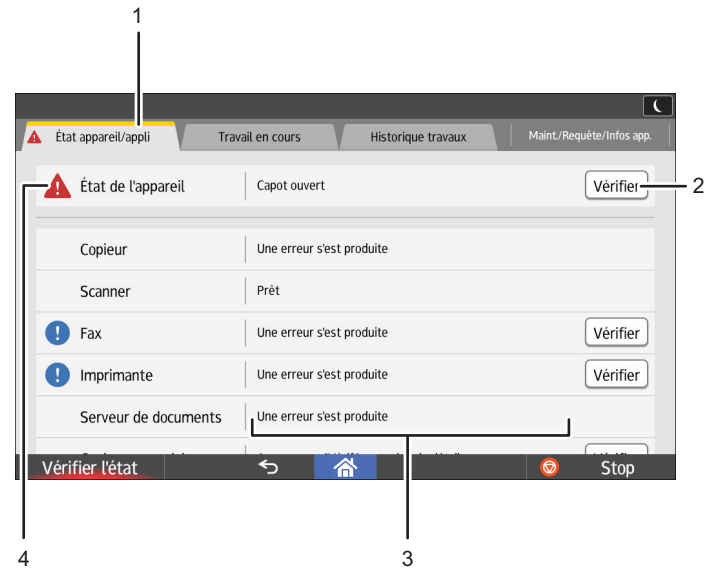 1
État appareil/appli Travail en cours Historique travaux Maint./Requête/Infos app.
État de l'appareil Capot ouvert Vérifier 2
Copieur Une erreur s'est produite
Scanner Prêt
Fax Une erreur s'est produite Vérifier
Imprimante Une erreur s'est produite Vérifier
Serveur de documents Une erreur s'est produite
Vérifier l'état Stop
4 3